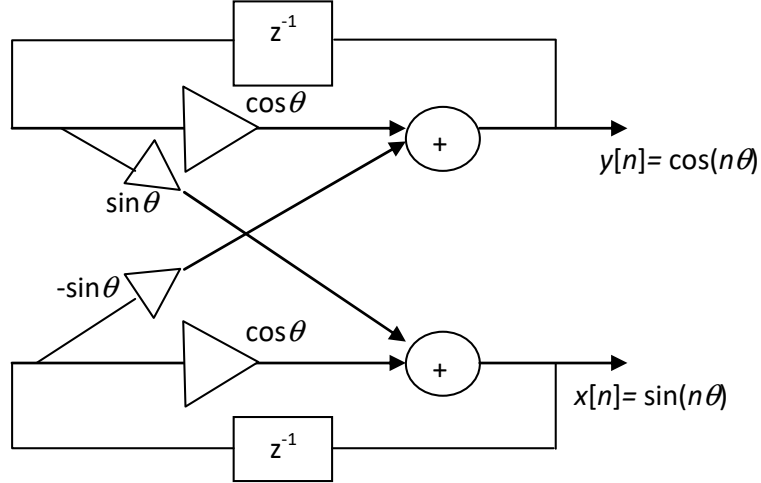 z⁻¹
cosθ
+
y[n]= cos(nθ)
sinθ
-sinθ
cosθ
+
x[n]= sin(nθ)
z⁻¹